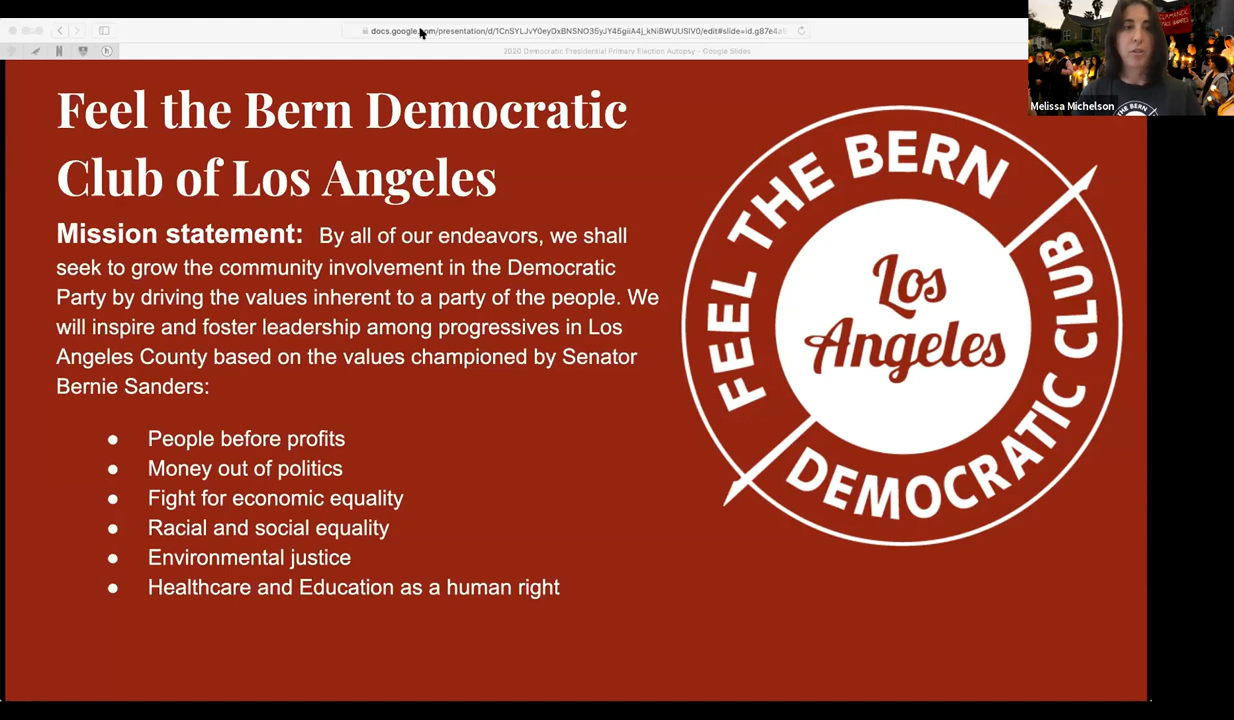 docs.google.com/presentation/d/
2020 Democratic Presidential Primary Election Autopsy - Google Slides
CLAMANDO
Melissa Michelson
THE BERN
Feel the Bern Democratic
Club of Los Angeles
Mission statement: By all of our endeavors, we shall
seek to grow the community involvement in the Democratic
Party by driving the values inherent to a party of the people. We
will inspire and foster leadership among progressives in Los
Angeles County based on the values championed by Senator
Bernie Sanders:
● People before profits
● Money out of politics
● Fight for economic equality
● Racial and social equality
● Environmental justice
● Healthcare and Education as a human right
FEEL THE BERN
Los
Angeles
DEMOCRATIC CLUB